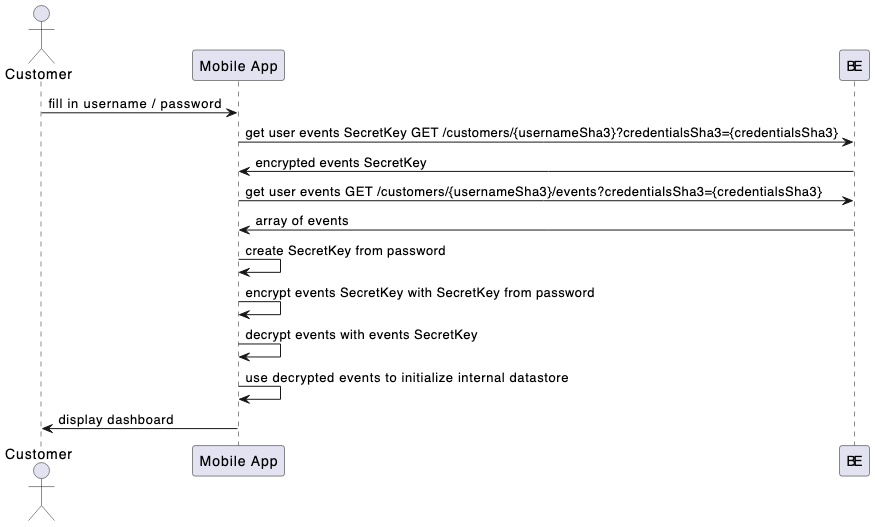 Customer
Mobile App
BE
fill in username / password
get user events SecretKey GET /customers/{usernameSha3}?credentialsSha3={credentialsSha3}
encrypted events SecretKey
get user events GET /customers/{usernameSha3}/events?credentialsSha3={credentialsSha3}
array of events
create SecretKey from password
encrypt events SecretKey with SecretKey from password
decrypt events with events SecretKey
use decrypted events to initialize internal datastore
display dashboard
Customer
Mobile App
BE